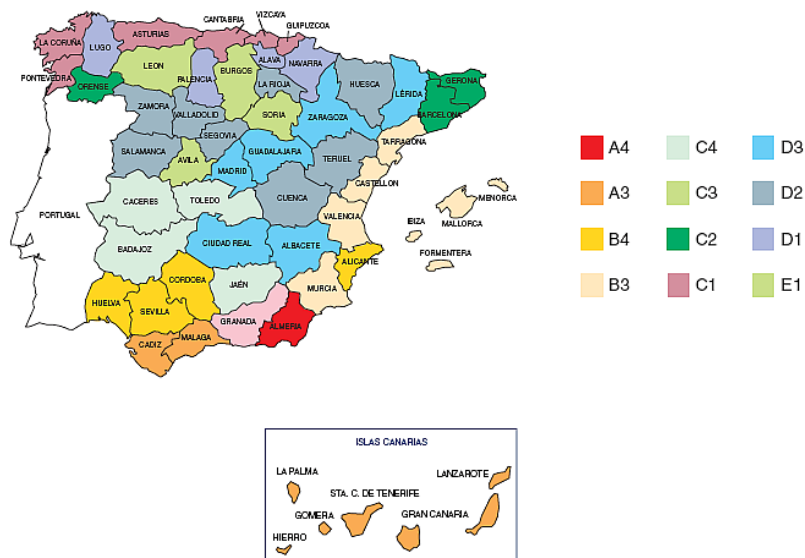 CANTABRIA
VIZCAYA
GUIPUZCOA
LA CORUÑA
LUGO
ASTURIAS
ALAVA
NAVARRA
LEON
PALENCIA
BURGOS
LA RIOJA
HUESCA
LÉRIDA
GERONA
PONTEVEDRA
ORENSE
BARCELONA
ZAMORA
VALLADOLID
SORIA
ZARAGOZA
SEGOVIA
TARRAGONA
SALAMANCA
AVILA
MADRID
GUADALAJARA
TERUEL
CASTELLON
CACERES
TOLEDO
CUENCA
VALENCIA
MENORCA
MALLORCA
IBIZA
FORMENTERA
PORTUGAL
BADAJOZ
CIUDAD REAL
ALBACETE
ALICANTE
CORDOBA
JAÉN
MURCIA
HUELVA
SEVILLA
GRANADA
ALMERIA
CADIZ
MALAGA
A4
C4
D3
A3
C3
D2
B4
C2
D1
B3
C1
E1
ISLAS CANARIAS
LA PALMA
LANZAROTE
STA. C. DE TENERIFE
GOMERA
GRAN CANARIA
HIERRO